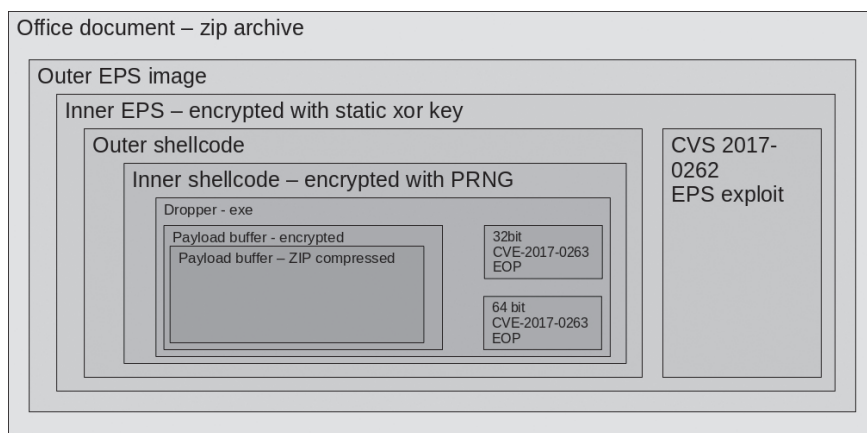 Office document – zip archive
Outer EPS image
Inner EPS – encrypted with static xor key
Outer shellcode
Inner shellcode – encrypted with PRNG
Dropper - exe
Payload buffer - encrypted
Payload buffer – ZIP compressed
32bit
CVE-2017-0263
EOP
64 bit
CVE-2017-0263
EOP
CVS 2017-
0262
EPS exploit